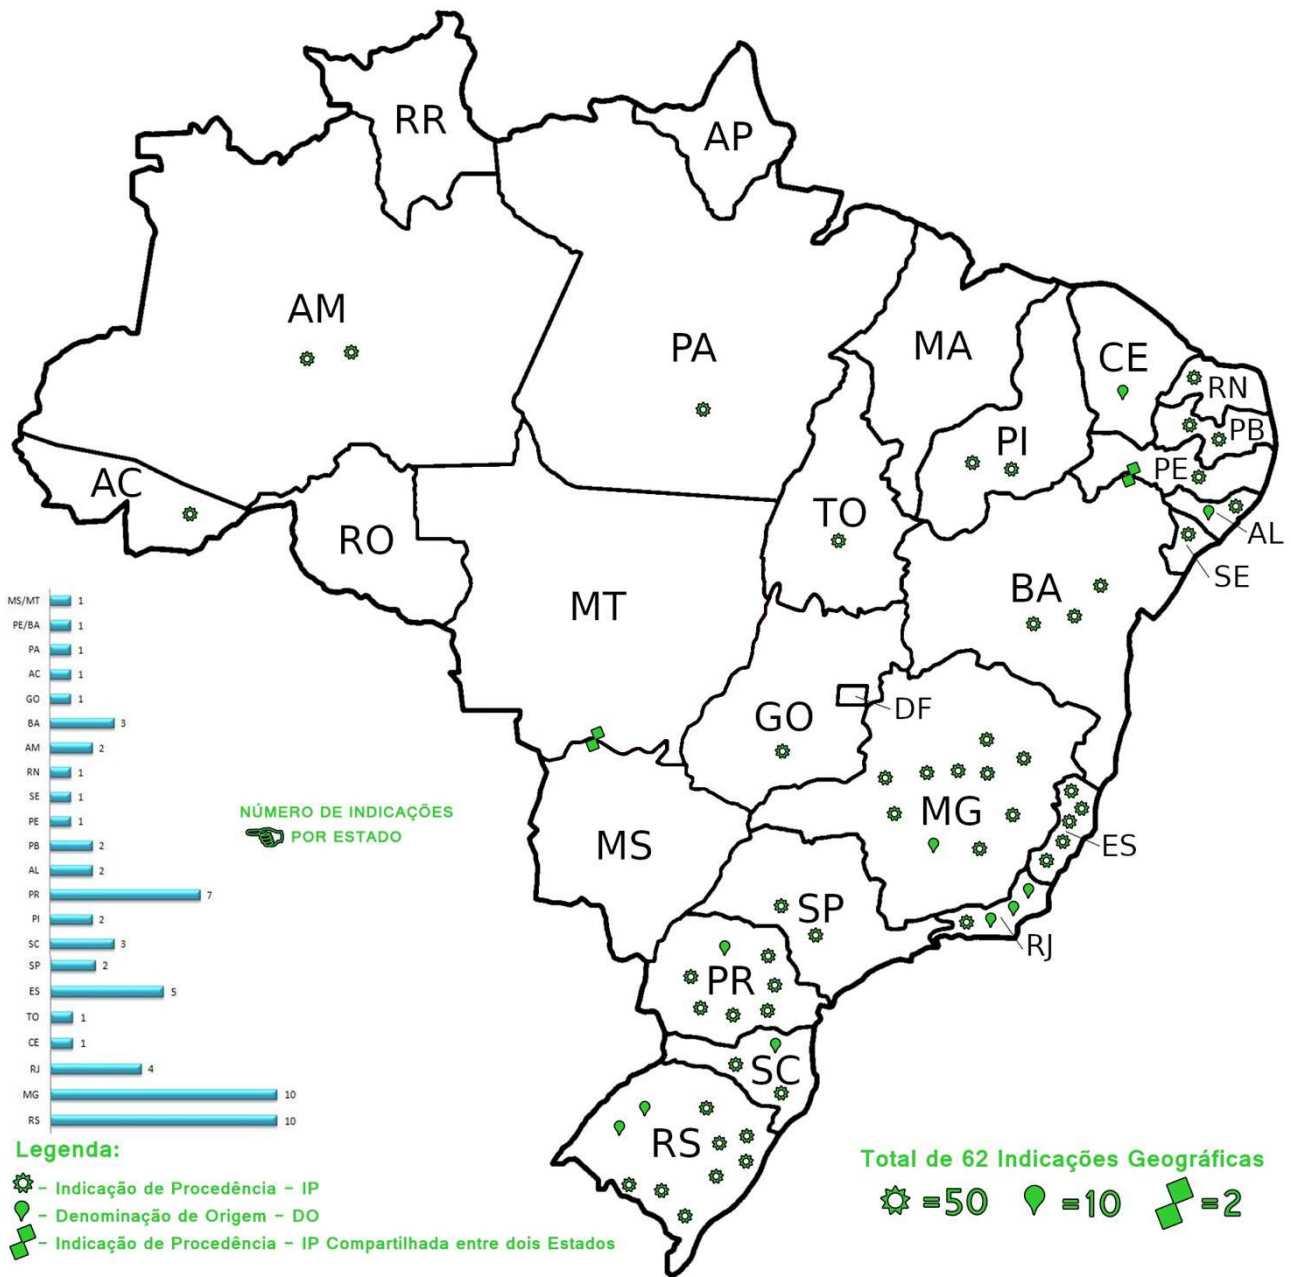 RR
AP
AM
PA
MA
CE
RN
PB
PI
PE
AC
TO
AL
RO
SE
BA
MT
GO
DF
MG
MS
ES
SP
RJ
PR
SC
RS
MS/MT 1
PE/BA 1
PA 1
AC 1
GO 1
BA 3
AM 2
RN 1
SE 1
PE 1
PB 2
AL 2
PR 7
PI 2
SC 3
SP 2
ES 5
TO 1
CE 1
RJ 4
MG 10
RS 10
NÚMERO DE INDICAÇÕES
POR ESTADO
Legenda:
- Indicação de Procedência - IP
- Denominação de Origem - DO
- Indicação de Procedência - IP Compartilhada entre dois Estados
Total de 62 Indicações Geográficas
=50 =10 =2